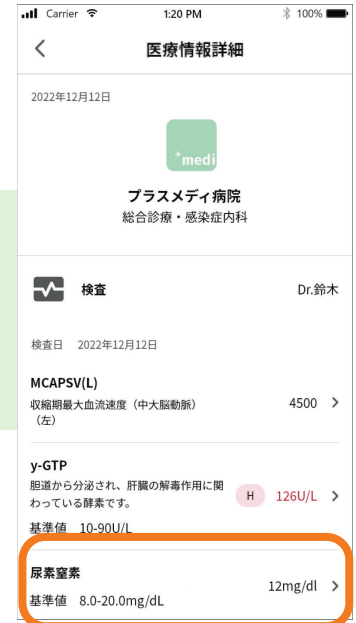 Carrier 1:20 PM 100%
医療情報詳細
2022年12月12日
+medi
プラスメディ病院
総合診療・感染症内科
検査 Dr.鈴木
検査日 2022年12月12日
MCAPSV(L)
収縮期最大血流速度（中大脳動脈） 4500
（左）
y-GTP
胆道から分泌され、肝臓の解毒作用に関
わっている酵素です。 H 126U/L
基準値 10-90U/L
尿素窒素
基準値 8.0-20.0mg/dL 12mg/dl